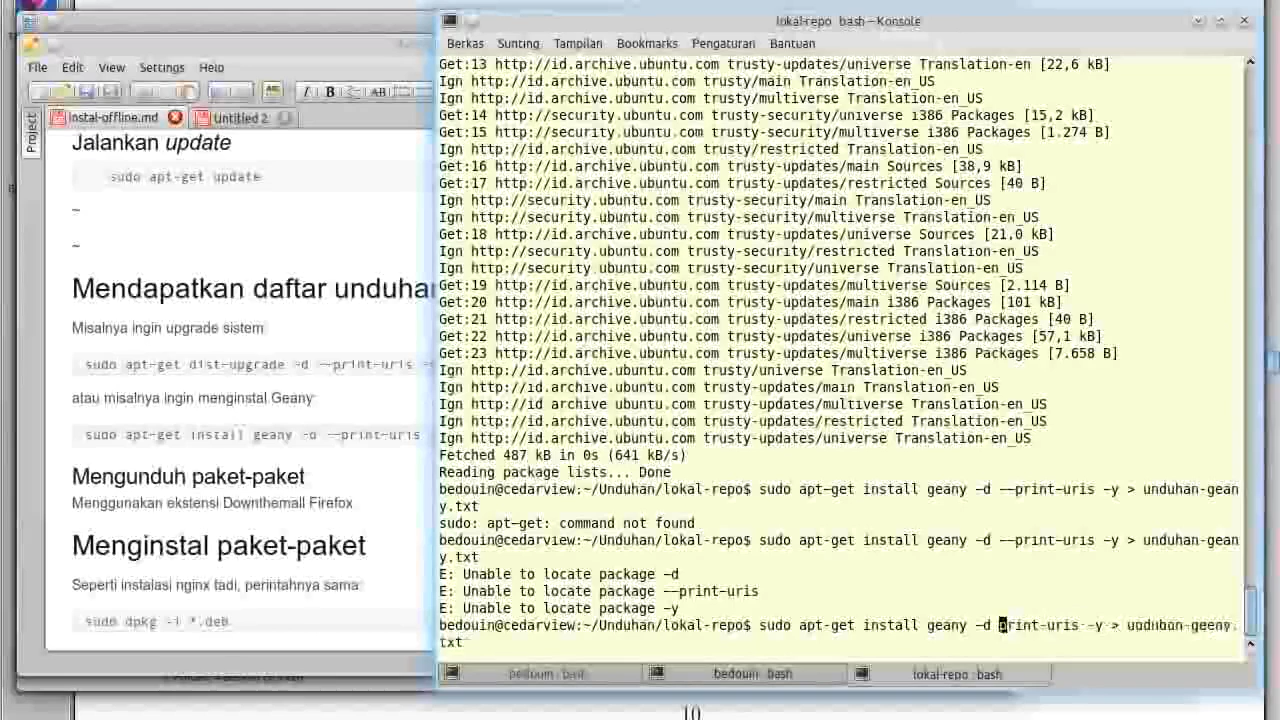 lokal-repo : bash – Konsole
Berkas Sunting Tampilan Bookmarks Pengaturan Bantuan
File Edit View Settings Help
instal-offline.md Untitled 2
Project
Jalankan update
sudo apt-get update
~
~
Mendapatkan daftar unduhan
Misalnya ingin upgrade sistem:
sudo apt-get dist-upgrade -d --print-uris
atau misalnya ingin menginstal Geany:
sudo apt-get install geany -d --print-uris
Mengunduh paket-paket
Menggunakan ekstensi Downthemall Firefox
Menginstal paket-paket
Seperti instalasi nginx tadi, perintahnya sama:
sudo dpkg -i *.deb
Get:13 http://id.archive.ubuntu.com trusty-updates/universe Translation-en [22,6 kB]
Ign http://id.archive.ubuntu.com trusty/main Translation-en_US
Ign http://id.archive.ubuntu.com trusty/multiverse Translation-en_US
Get:14 http://security.ubuntu.com trusty-security/universe i386 Packages [15,2 kB]
Get:15 http://security.ubuntu.com trusty-security/multiverse i386 Packages [1.274 B]
Ign http://id.archive.ubuntu.com trusty/restricted Translation-en_US
Get:16 http://id.archive.ubuntu.com trusty-updates/main Sources [38,9 kB]
Get:17 http://id.archive.ubuntu.com trusty-updates/restricted Sources [40 B]
Ign http://security.ubuntu.com trusty-security/main Translation-en_US
Ign http://security.ubuntu.com trusty-security/multiverse Translation-en_US
Get:18 http://id.archive.ubuntu.com trusty-updates/universe Sources [21,0 kB]
Ign http://security.ubuntu.com trusty-security/restricted Translation-en_US
Ign http://security.ubuntu.com trusty-security/universe Translation-en_US
Get:19 http://id.archive.ubuntu.com trusty-updates/multiverse Sources [2.114 B]
Get:20 http://id.archive.ubuntu.com trusty-updates/main i386 Packages [101 kB]
Get:21 http://id.archive.ubuntu.com trusty-updates/restricted i386 Packages [40 B]
Get:22 http://id.archive.ubuntu.com trusty-updates/universe i386 Packages [57,1 kB]
Get:23 http://id.archive.ubuntu.com trusty-updates/multiverse i386 Packages [7.658 B]
Ign http://id.archive.ubuntu.com trusty/universe Translation-en_US
Ign http://id.archive.ubuntu.com trusty-updates/main Translation-en_US
Ign http://id.archive.ubuntu.com trusty-updates/multiverse Translation-en_US
Ign http://id.archive.ubuntu.com trusty-updates/restricted Translation-en_US
Ign http://id.archive.ubuntu.com trusty-updates/universe Translation-en_US
Fetched 487 kB in 0s (641 kB/s)
Reading package lists... Done
bedouin@cedarview:~/Unduhan/lokal-repo$ sudo apt-get install geany -d --print-uris -y > unduhan-gean
y.txt
sudo: apt-get: command not found
bedouin@cedarview:~/Unduhan/lokal-repo$ sudo apt-get install geany -d --print-uris -y > unduhan-gean
y.txt
E: Unable to locate package -d
E: Unable to locate package --print-uris
E: Unable to locate package -y
bedouin@cedarview:~/Unduhan/lokal-repo$ sudo apt-get install geany -d print-uris -y > unduhan-geany.
txt
bedouin : bash
bedouin : bash
lokal-repo : bash
10